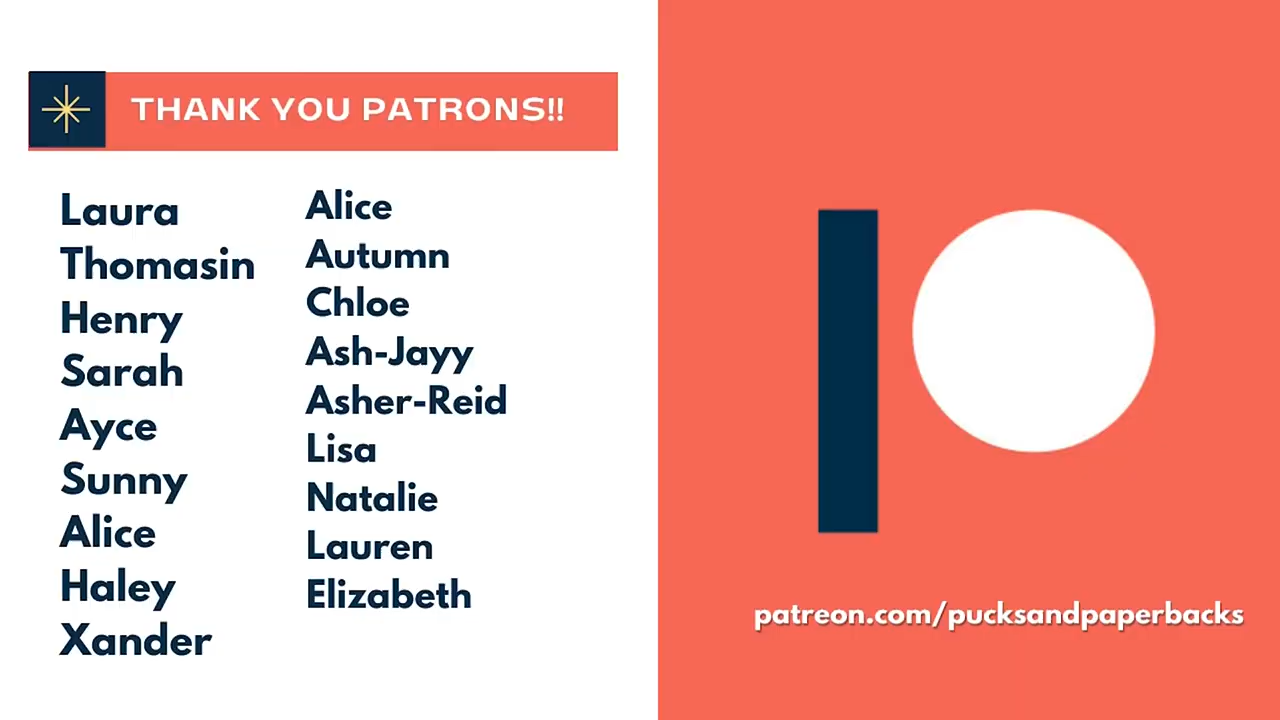 THANK YOU PATRONS!!
Laura
Thomasin
Henry
Sarah
Ayce
Sunny
Alice
Haley
Xander
Alice
Autumn
Chloe
Ash-Jayy
Asher-Reid
Lisa
Natalie
Lauren
Elizabeth
patreon.com/pucksandpaperbacks